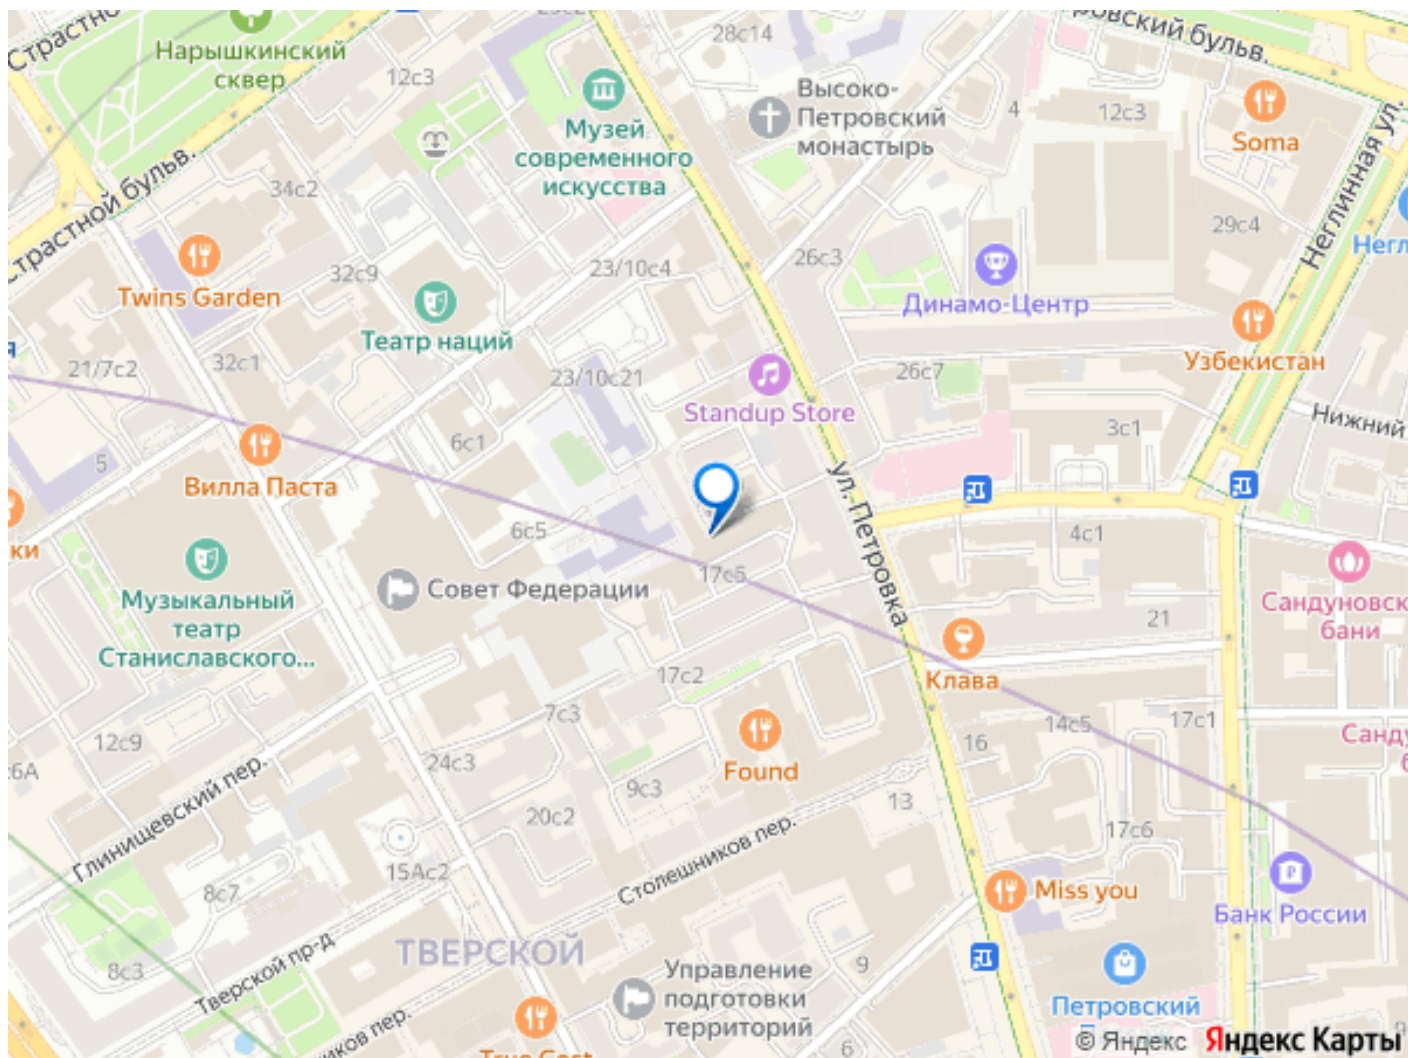 Нарышкинский
сквер
12с3
28с14
Высоко-
Петровский
монастырь
4
12с3
ровский бульв.
Soma
Неглинная ул.
Страстной бульв.
34с2
Музей
современного
искусства
29с4
Twins Garden
32с9
Театр наций
23/10с4
26с3
Динамо-Центр
Узбекистан
21/7с2
32с1
23/10с21
Standup Store
26с7
Нижний
3с1
5
6с1
Вилла Паста
ул. Петровка
ки
6с5
4с1
Музыкальный
театр
Станиславского...
Совет Федерации
17с5
21
бани
17с2
Клава
7с3
14с5
17с1
12с9
24с3
16
Found
9с3
13
Глинищевский пер.
20с2
17с6
15Ас2
Столешников пер.
8с7
Miss you
Банк России
ТВЕРСКОЙ
8с3
Тверской пр-д
Управление
подготовки
территорий
9
Петровский
6
© Яндекс Яндекс Карты